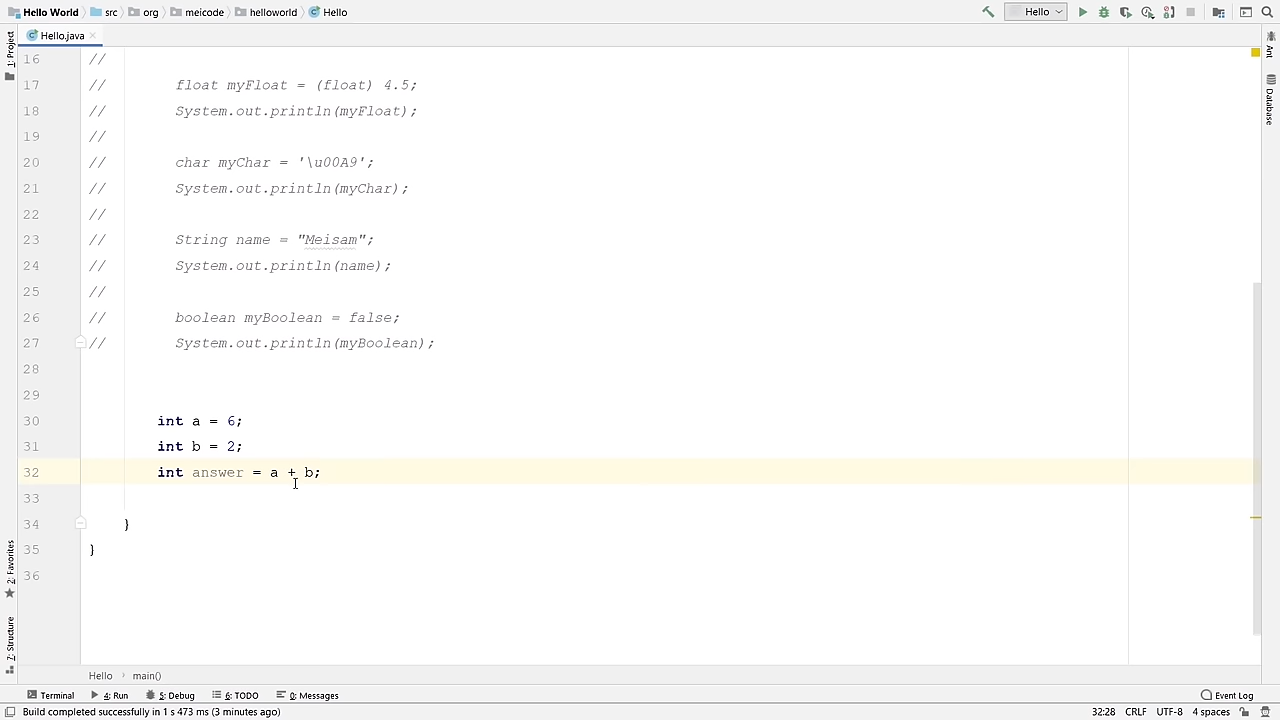 Hello World src org meicode helloworld Hello Hello
Hello.java
1: Project
Ant
Database
16 //
17 // float myFloat = (float) 4.5;
18 // System.out.println(myFloat);
19 //
20 // char myChar = '\u00A9';
21 // System.out.println(myChar);
22 //
23 // String name = "Meisam";
24 // System.out.println(name);
25 //
26 // boolean myBoolean = false;
27 // System.out.println(myBoolean);
28
29
30 int a = 6;
31 int b = 2;
32 int answer = a + b;
33
34 }
35 }
36
2: Favorites
7: Structure
Hello main()
Terminal 4: Run 5: Debug 6: TODO 0: Messages Event Log
Build completed successfully in 1 s 473 ms (3 minutes ago) 32:28 CRLF UTF-8 4 spaces